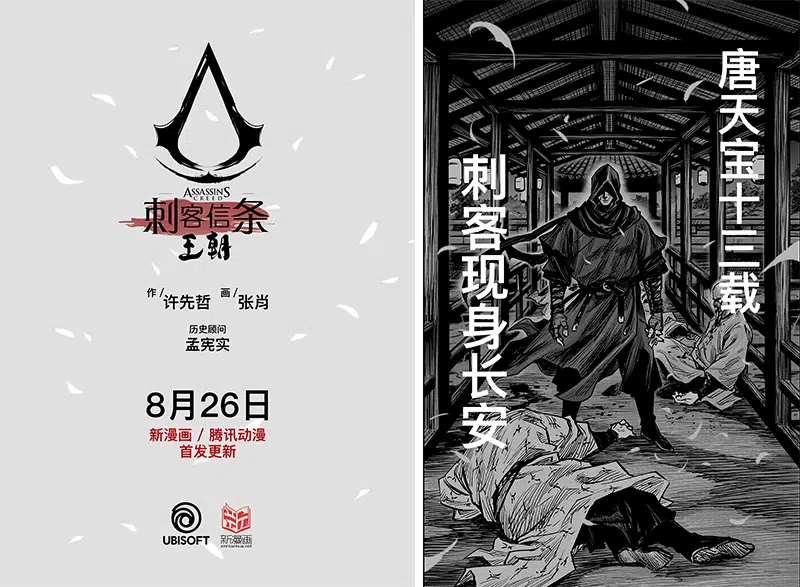 ASSASSIN'S
CREED
刺客信条
王朝
作 / 许先哲 画 / 张肖
历史顾问
孟宪实
8月26日
新漫画 / 腾讯动漫
首发更新
UBISOFT
新漫画
唐天宝十三载
刺客现身长安